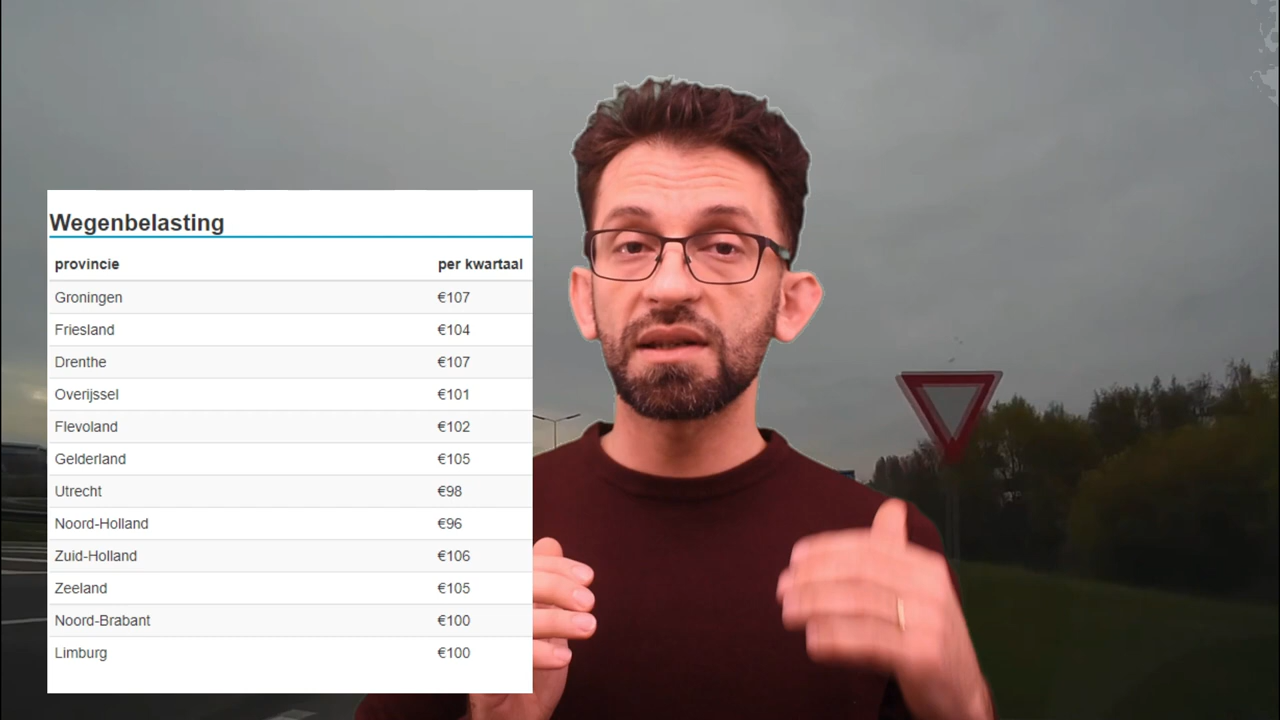 Wegenbelasting
provincie per kwartaal
Groningen €107
Friesland €104
Drenthe €107
Overijssel €101
Flevoland €102
Gelderland €105
Utrecht €98
Noord-Holland €96
Zuid-Holland €106
Zeeland €105
Noord-Brabant €100
Limburg €100